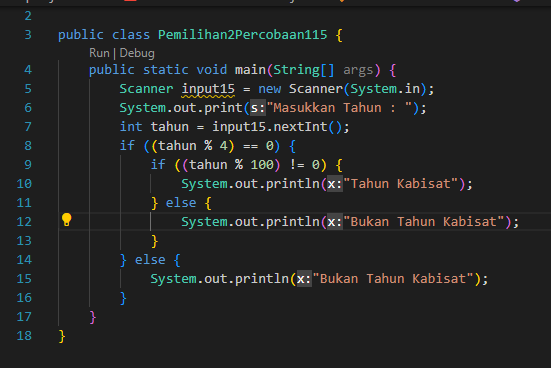 2
3 public class Pemilihan2Percobaan115 {
Run | Debug
4 public static void main(String[] args) {
5 Scanner input15 = new Scanner(System.in);
6 System.out.print(s:"Masukkan Tahun : ");
7 int tahun = input15.nextInt();
8 if ((tahun % 4) == 0) {
9 if ((tahun % 100) != 0) {
10 System.out.println(x:"Tahun Kabisat");
11 } else {
12 System.out.println(x:"Bukan Tahun Kabisat");
13 }
14 } else {
15 System.out.println(x:"Bukan Tahun Kabisat");
16 }
17 }
18 }